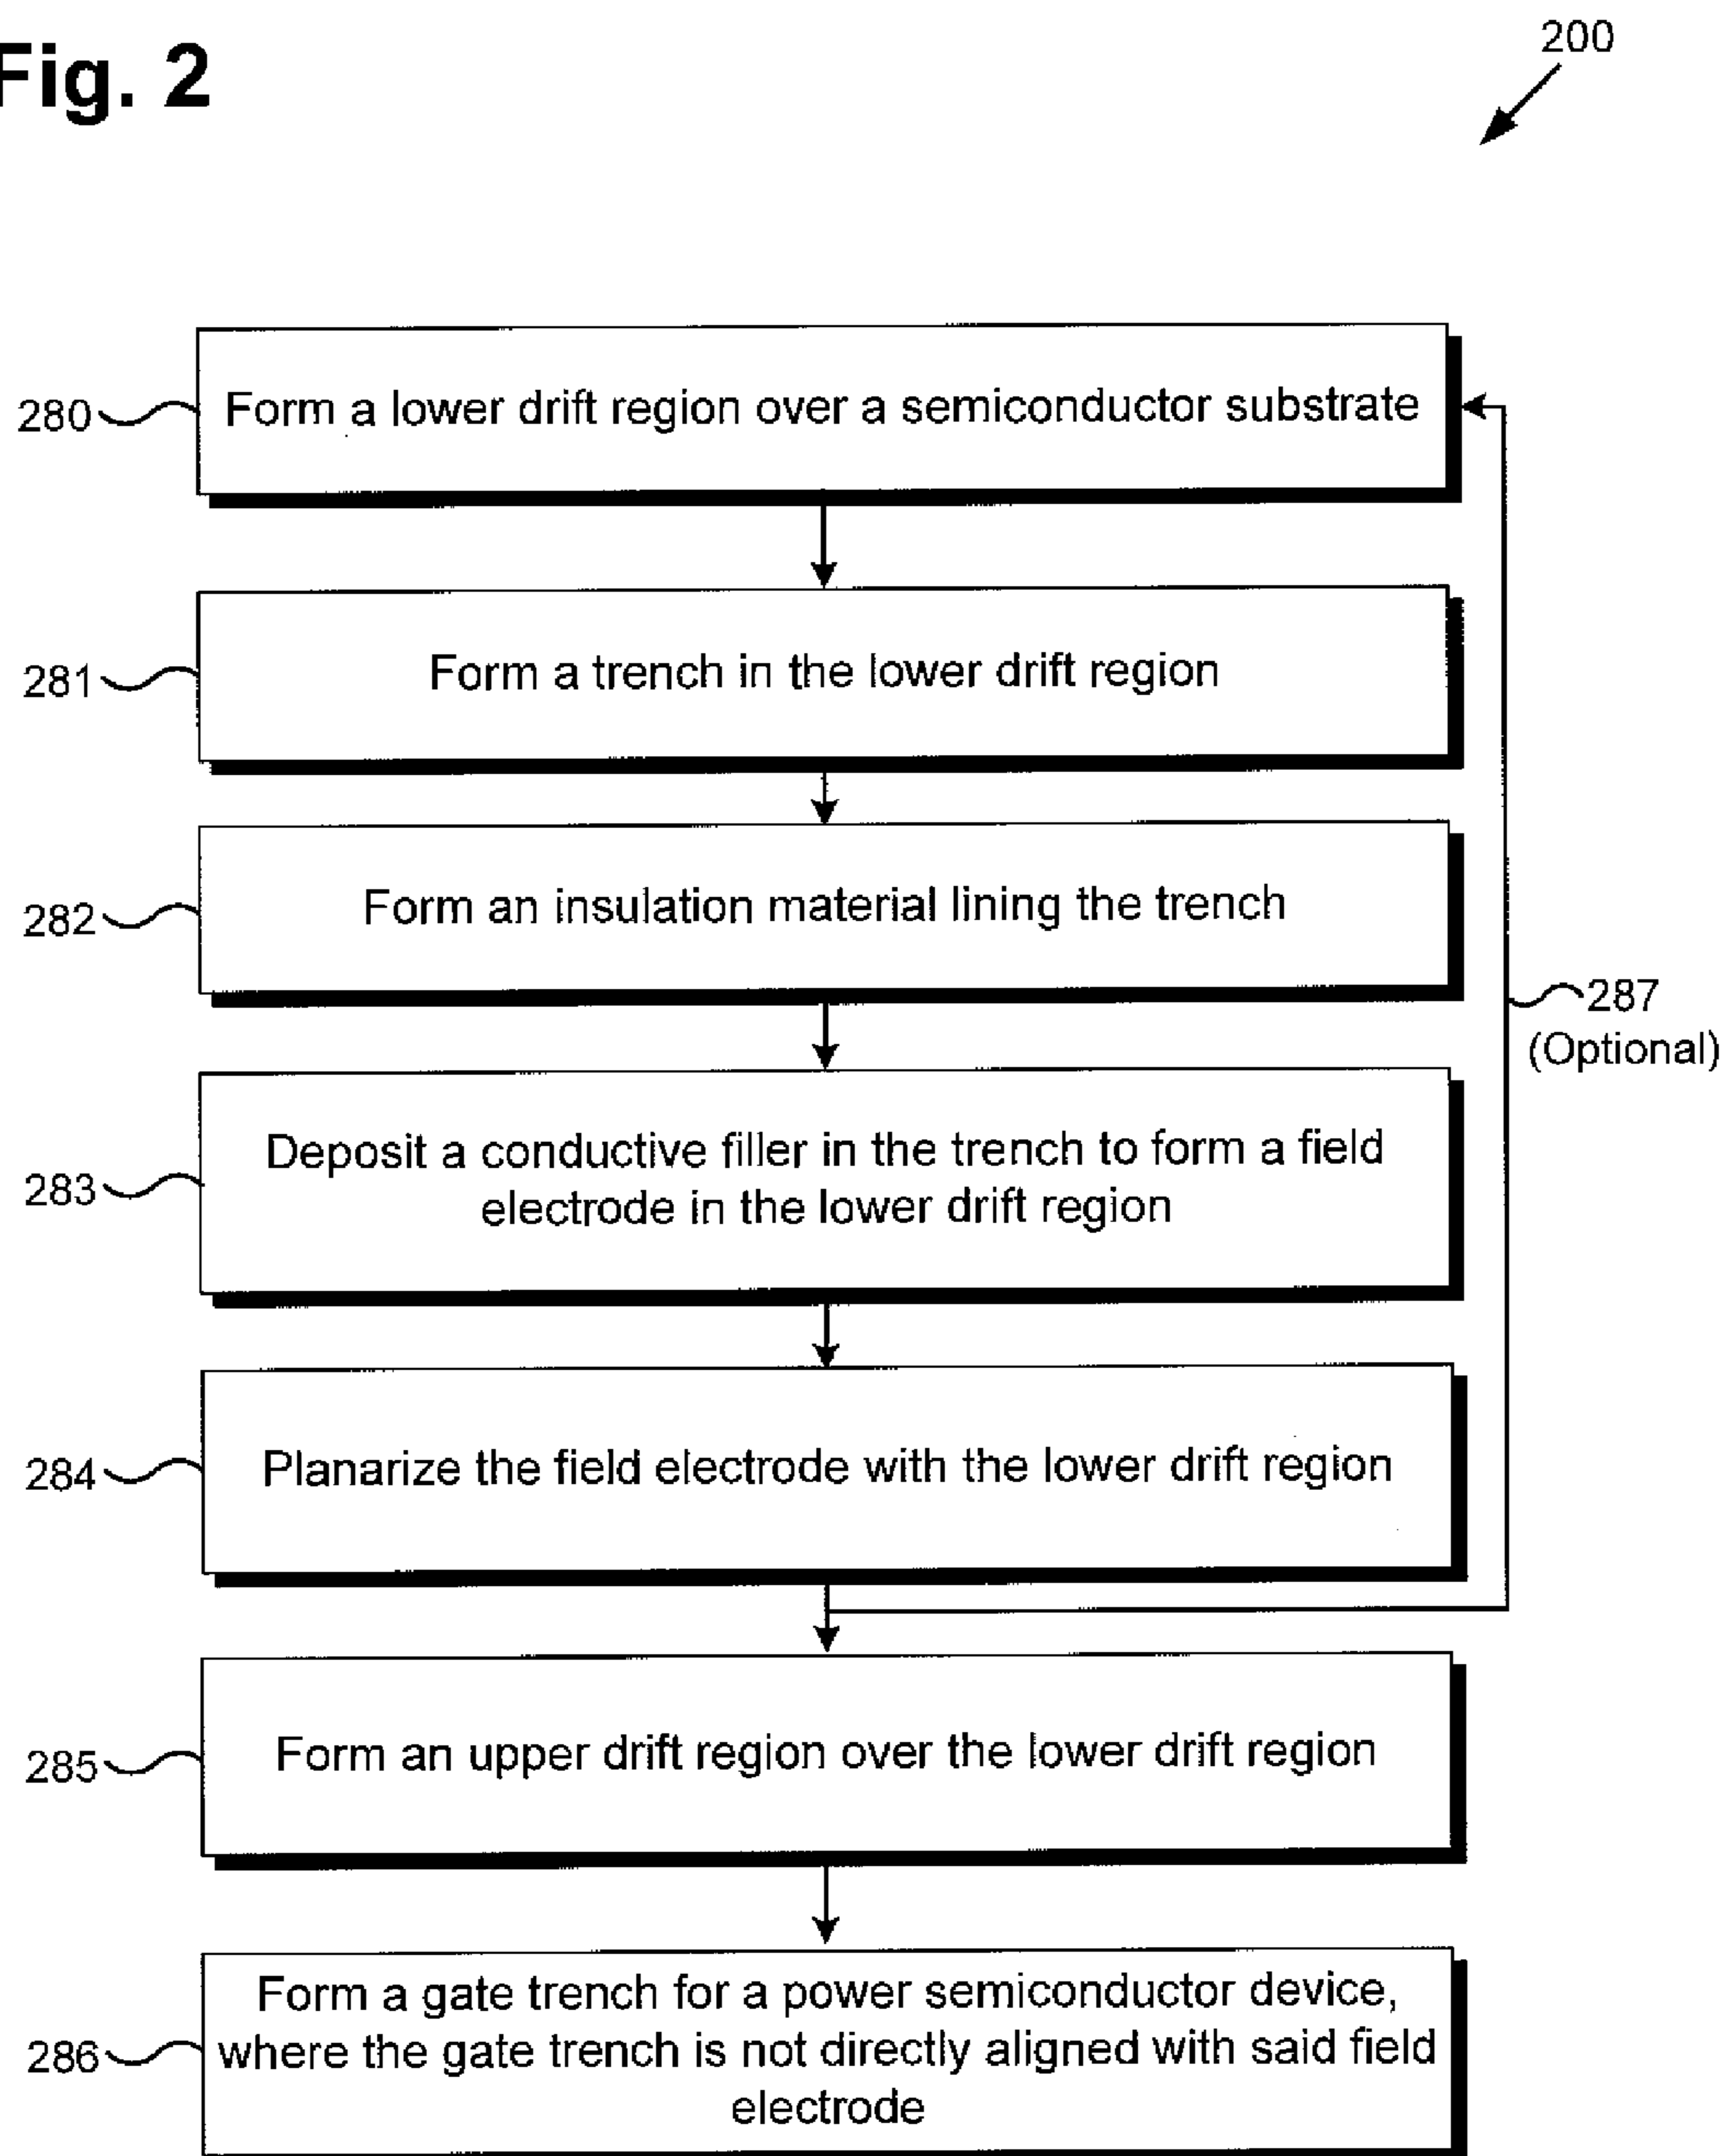 Fig. 2
200
280
Form a lower drift region over a semiconductor substrate
281
Form a trench in the lower drift region
282
Form an insulation material lining the trench
287
(Optional)
283
Deposit a conductive filler in the trench to form a field
electrode in the lower drift region
284
Planarize the field electrode with the lower drift region
285
Form an upper drift region over the lower drift region
286
Form a gate trench for a power semiconductor device,
where the gate trench is not directly aligned with said field
electrode